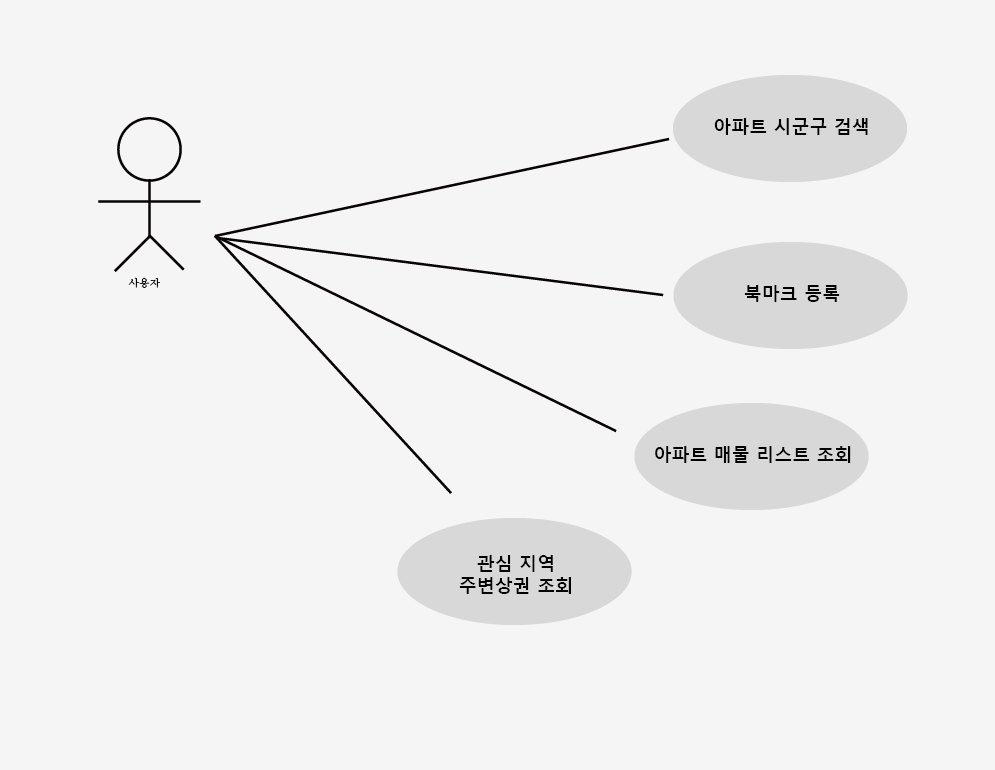 아파트 시군구 검색
사용자
북마크 등록
아파트 매물 리스트 조회
관심 지역
주변상권 조회